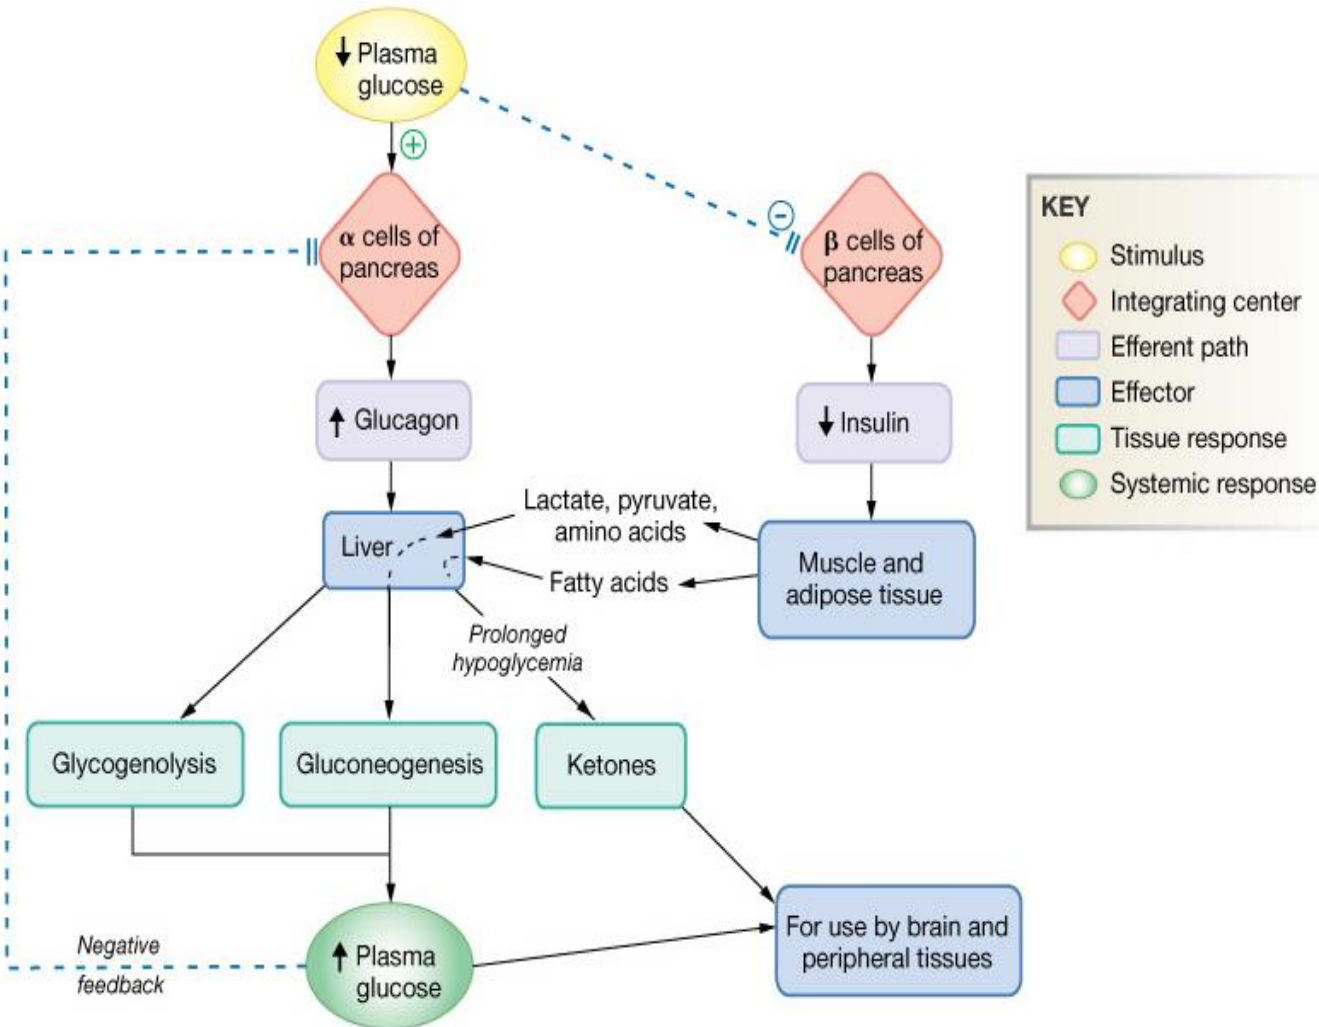 ↓ Plasma
glucose
+
α cells of
pancreas
−
β cells of
pancreas
KEY
Stimulus
Integrating center
Efferent path
Effector
Tissue response
Systemic response
↑ Glucagon
↓ Insulin
Lactate, pyruvate,
amino acids
Liver
Fatty acids
Muscle and
adipose tissue
Prolonged
hypoglycemia
Glycogenolysis
Gluconeogenesis
Ketones
Negative
feedback
↑ Plasma
glucose
For use by brain and
peripheral tissues